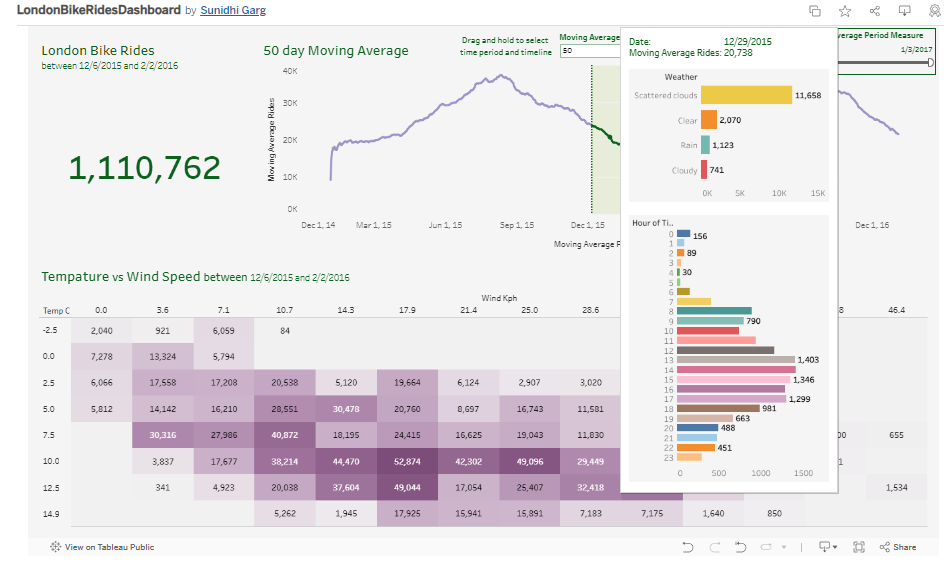 LondonBikeRidesDashboard by Sunidhi Garg
London Bike Rides
between 12/6/2015 and 2/2/2016
1,110,762
50 day Moving Average
Drag and hold to select
time period and timeline
Moving Average
50
verage Period Measure
1/3/2017
Moving Average Rides
40K
30K
20K
10K
0K
Dec 1, 14 Mar 1, 15 Jun 1, 15 Sep 1, 15 Dec 1, 15 Dec 1, 16
Moving Average P
Date: 12/29/2015
Moving Average Rides: 20,738
Weather
Scattered clouds 11,658
Clear 2,070
Rain 1,123
Cloudy 741
0K 5K 10K 15K
Hour of Ti..
0 156
1
2 89
3
4 30
5
6
7
8
9 790
10
11
12
13 1,403
14
15 1,346
16
17 1,299
18 981
19 663
20 488
21
22 451
23
0 500 1000 1500
Tempature vs Wind Speed between 12/6/2015 and 2/2/2016
Wind Kph
Temp C 0.0 3.6 7.1 10.7 14.3 17.9 21.4 25.0 28.6 8 46.4
-2.5 2,040 921 6,059 84
0.0 7,278 13,324 5,794
2.5 6,066 17,558 17,208 20,538 5,120 19,664 6,124 2,907 3,020
5.0 5,812 14,142 16,210 28,551 30,478 20,760 8,697 16,743 11,581
7.5 30,316 27,986 40,872 18,195 24,415 16,625 19,043 11,830 00 655
10.0 3,837 17,677 38,214 44,470 52,874 42,302 49,096 29,449 1
12.5 341 4,923 20,038 37,604 49,044 17,054 25,407 32,418 1,534
14.9 5,262 1,945 17,925 15,941 15,891 7,183 7,175 1,640 850
View on Tableau Public
Share